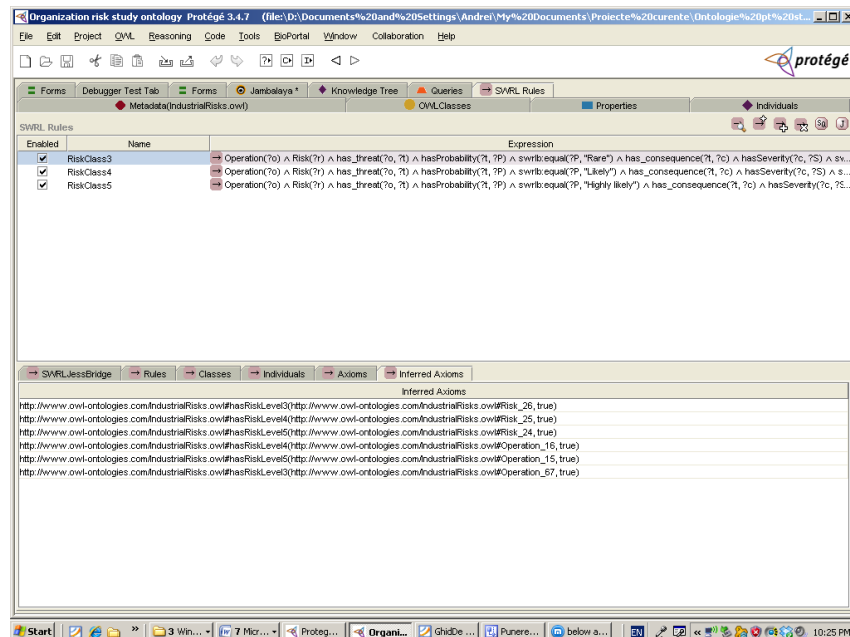 Organization risk study ontology Protégé 3.4.7 (file:\D:\Documents%20and%20Settings\Andrei\My%20Documents\Proiecte%20curente\Ontologie%20pt%20st...
File Edit Project OWL Reasoning Code Tools BioPortal Window Collaboration Help
protégé
Forms Debugger Test Tab Forms Jambalaya * Knowledge Tree Queries SWRL Rules
Metadata(IndustrialRisks.owl) OWLClasses Properties Individuals
SWRL Rules
Enabled Name Expression
RiskClass3 Operation(?o) ∧ Risk(?r) ∧ has_threat(?o, ?t) ∧ hasProbability(?t, ?P) ∧ swrlb:equal(?P, "Rare") ∧ has_consequence(?t, ?c) ∧ hasSeverity(?c, ?S) ∧ sw...
RiskClass4 Operation(?o) ∧ Risk(?r) ∧ has_threat(?o, ?t) ∧ hasProbability(?t, ?P) ∧ swrlb:equal(?P, "Likely") ∧ has_consequence(?t, ?c) ∧ hasSeverity(?c, ?S) ∧ s...
RiskClass5 Operation(?o) ∧ Risk(?r) ∧ has_threat(?o, ?t) ∧ hasProbability(?t, ?P) ∧ swrlb:equal(?P, "Highly likely") ∧ has_consequence(?t, ?c) ∧ hasSeverity(?c, ?S...
SWRLJessBridge Rules Classes Individuals Axioms Inferred Axioms
Inferred Axioms
http://www.owl-ontologies.com/IndustrialRisks.owl#hasRiskLevel3(http://www.owl-ontologies.com/IndustrialRisks.owl#Risk_26, true)
http://www.owl-ontologies.com/IndustrialRisks.owl#hasRiskLevel4(http://www.owl-ontologies.com/IndustrialRisks.owl#Risk_25, true)
http://www.owl-ontologies.com/IndustrialRisks.owl#hasRiskLevel5(http://www.owl-ontologies.com/IndustrialRisks.owl#Risk_24, true)
http://www.owl-ontologies.com/IndustrialRisks.owl#hasRiskLevel4(http://www.owl-ontologies.com/IndustrialRisks.owl#Operation_16, true)
http://www.owl-ontologies.com/IndustrialRisks.owl#hasRiskLevel5(http://www.owl-ontologies.com/IndustrialRisks.owl#Operation_15, true)
http://www.owl-ontologies.com/IndustrialRisks.owl#hasRiskLevel3(http://www.owl-ontologies.com/IndustrialRisks.owl#Operation_67, true)
Start 3 Win... 7 Micr... Proteg... Organi... GhidDe ... Punere... below a... EN 10:25 PM